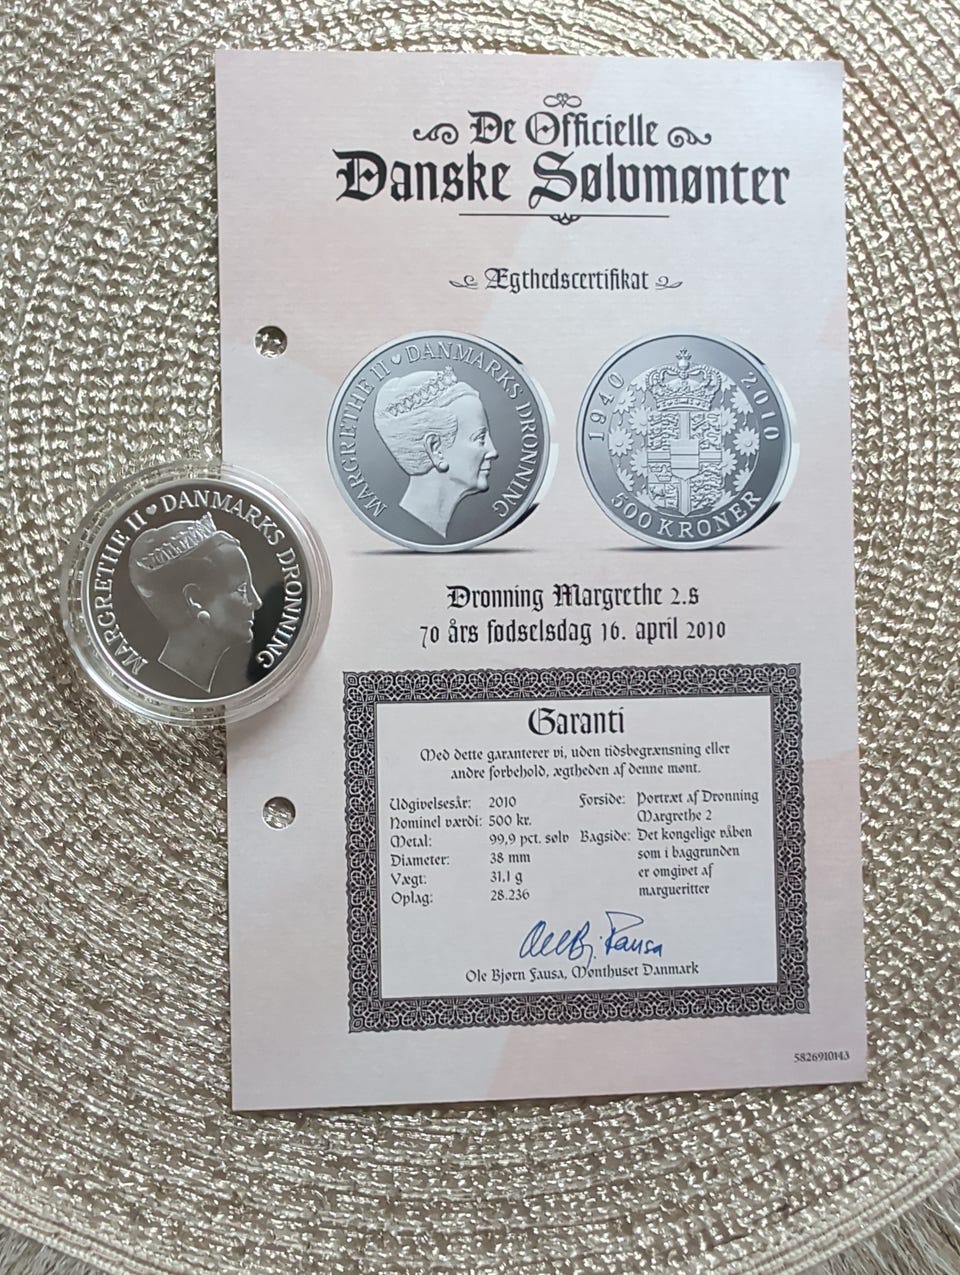 De Officielle
Danske Sølvmønter
Ægthedscertifikat
MARGRETHE II ♥ DANMARKS DRONNING
1940 2010
500 KRONER
MARGRETHE II ♥ DANMARKS DRONNING
Dronning Margrethe 2.s
70 års fødselsdag 16. april 2010
Garanti
Med dette garanterer vi, uden tidsbegrænsning eller
andre forbehold, ægtheden af denne mønt.
Udgivelsesår: 2010
Nominel værdi: 500 kr.
Metal: 99,9 pct. sølv
Diameter: 38 mm
Vægt: 31,1 g
Oplag: 28.236
Forside: Portræt af Dronning
Margrethe 2
Bagside: Det kongelige våben
som i baggrunden
er omgivet af
margueritter
Ole Bj. Fausa
Ole Bjørn Fausa, Mønthuset Danmark
5826910143